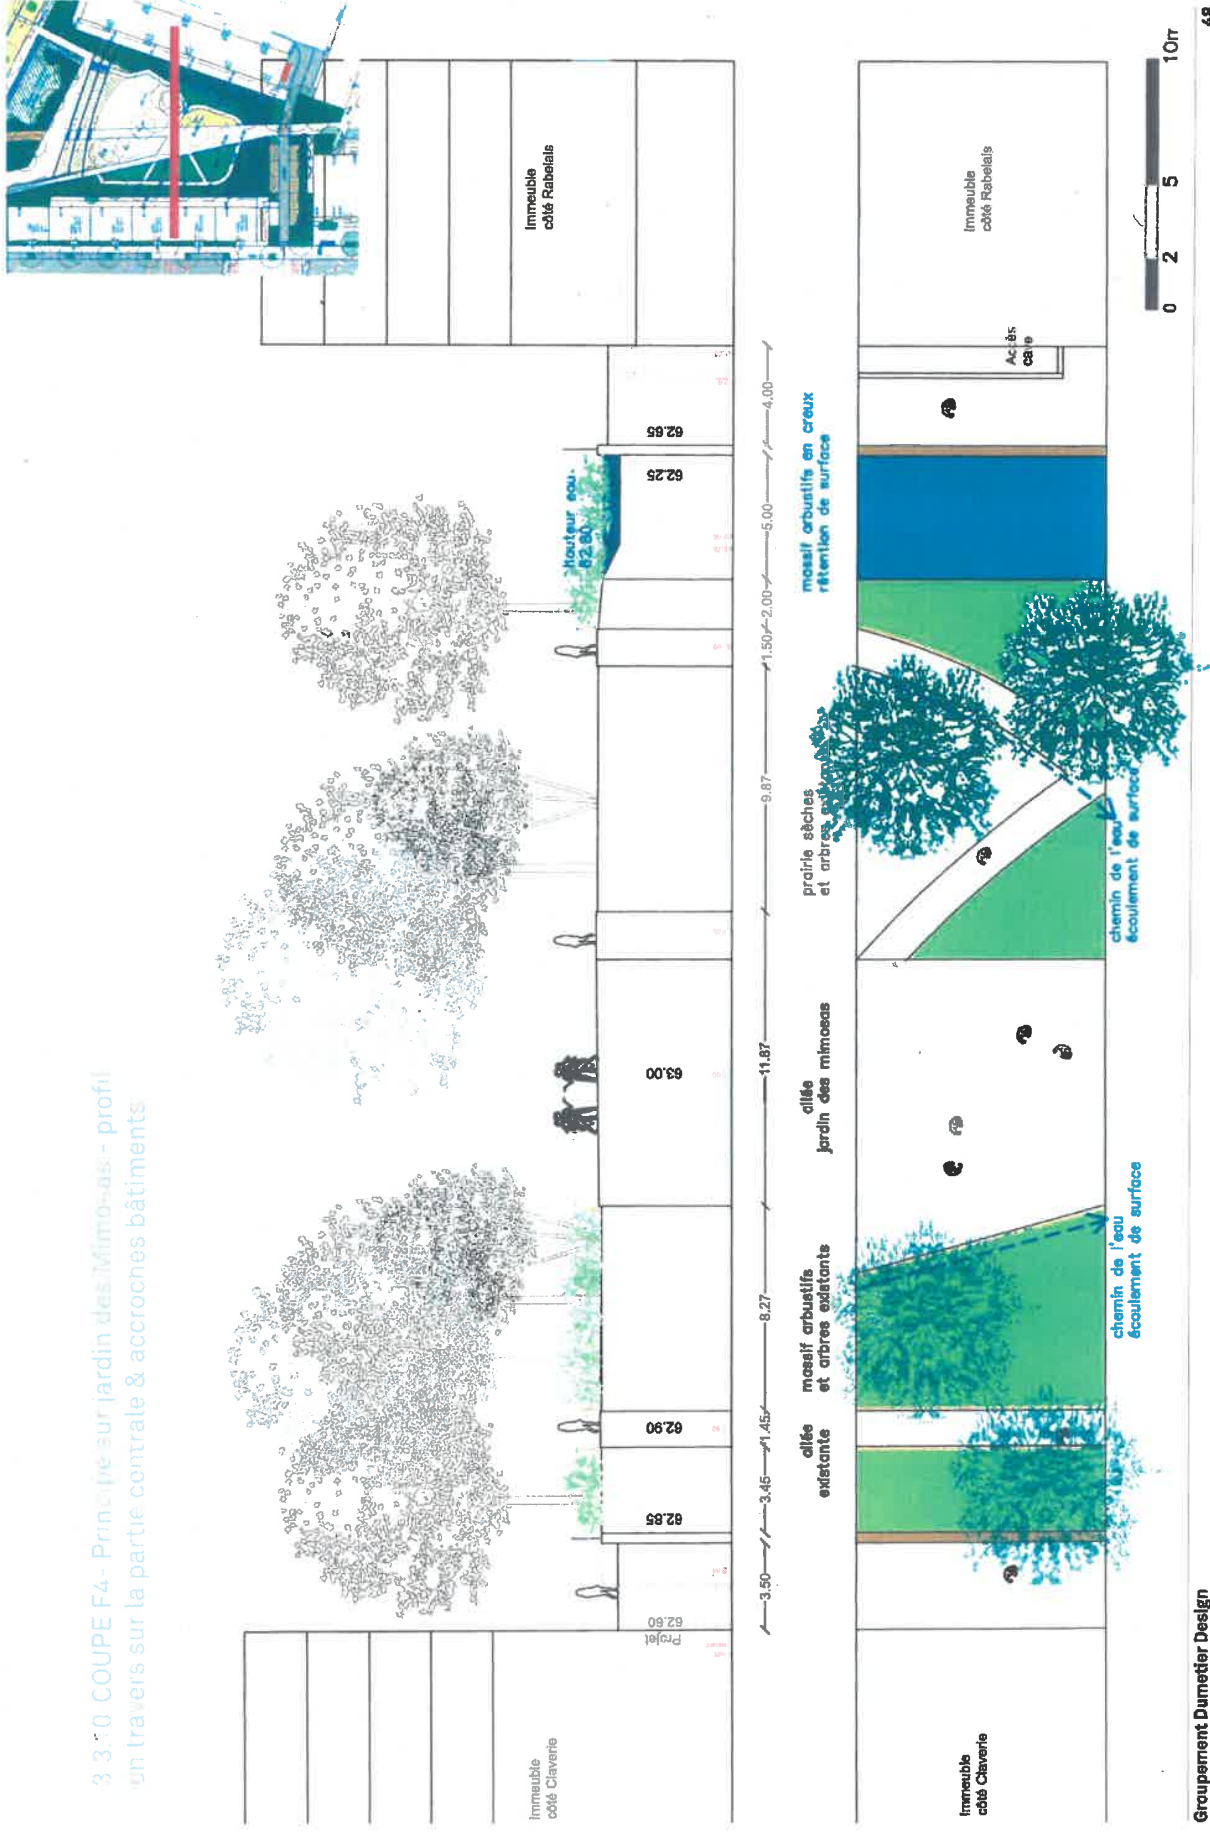 3.3.10 COUPE F4- Principe sur jardin des Mimosas - profil
en travers sur la partie centrale & accroches bâtiments
Immeuble
côté Claverie
Immeuble
côté Rabelais
Hauteur eau
62.60
Projet
62.60
62.85
62.90
63.00
62.25
62.65
3.50
3.45
1.45
8.27
11.87
9.87
1.50
2.00
5.00
4.00
allée
existante
massif arbustifs
et arbres existants
allée
jardin des mimosas
prairie sèches
et arbres
massif arbustifs en creux
rétention de surface
Immeuble
côté Claverie
Accès
cave
Immeuble
côté Rabelais
chemin de l'eau
écoulement de surface
chemin de l'eau
écoulement de surface
0 2 5 10m
Groupement Dumetier Design